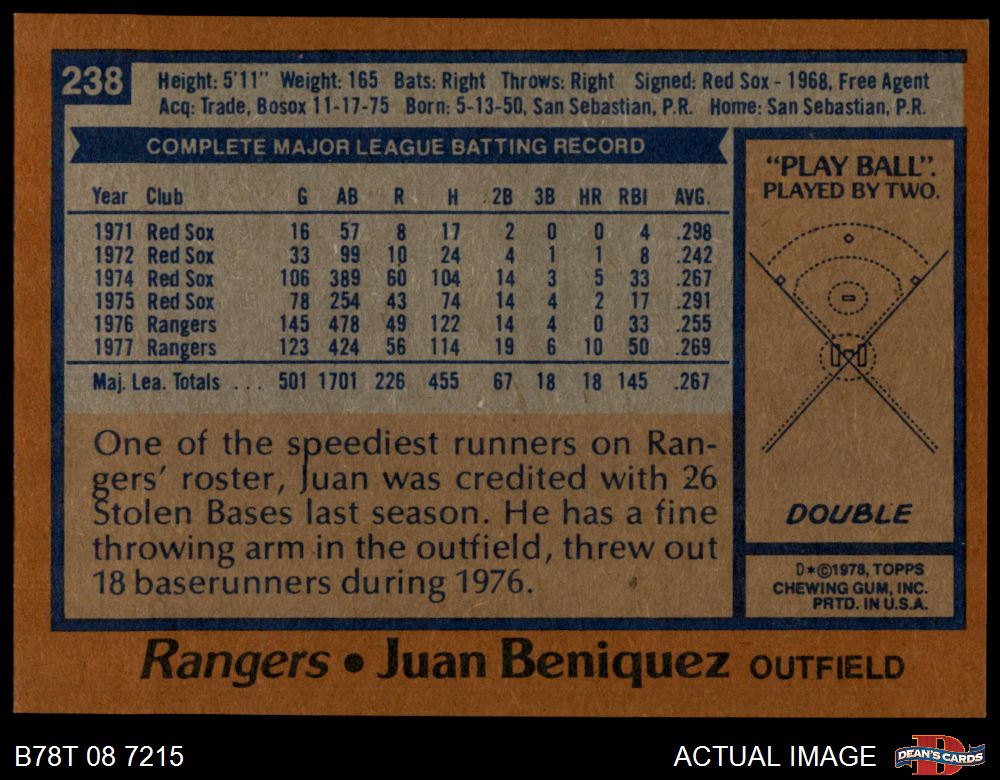 238
Height: 5'11" Weight: 165 Bats: Right Throws: Right Signed: Red Sox - 1968, Free Agent
Acq: Trade, Bosox 11-17-75 Born: 5-13-50, San Sebastian, P.R. Home: San Sebastian, P.R.
COMPLETE MAJOR LEAGUE BATTING RECORD
Year Club G AB R H 2B 3B HR RBI AVG.
1971 Red Sox 16 57 8 17 2 0 0 4 .298
1972 Red Sox 33 99 10 24 4 1 1 8 .242
1974 Red Sox 106 389 60 104 14 3 5 33 .267
1975 Red Sox 78 254 43 74 14 4 2 17 .291
1976 Rangers 145 478 49 122 14 4 0 33 .255
1977 Rangers 123 424 56 114 19 6 10 50 .269
Maj. Lea. Totals ... 501 1701 226 455 67 18 18 145 .267
One of the speediest runners on Ran-
gers' roster, Juan was credited with 26
Stolen Bases last season. He has a fine
throwing arm in the outfield, threw out
18 baserunners during 1976.
"PLAY BALL".
PLAYED BY TWO.
DOUBLE
D*©1978, TOPPS
CHEWING GUM, INC.
PRTD. IN U.S.A.
Rangers • Juan Beniquez OUTFIELD
B78T 08 7215
ACTUAL IMAGE
DEAN'S CARDS